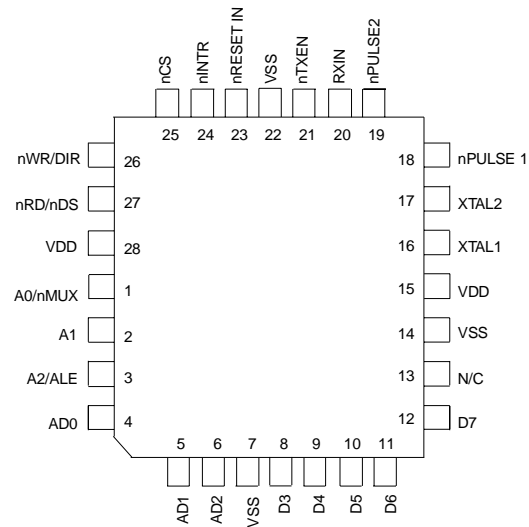 nCS
nINTR
nRESET IN
VSS
nTXEN
RXIN
nPULSE2
25 24 23 22 21 20 19
nWR/DIR 26 18 nPULSE 1
nRD/nDS 27 17 XTAL2
VDD 28 16 XTAL1
A0/nMUX 1 15 VDD
A1 2 14 VSS
A2/ALE 3 13 N/C
AD0 4 12 D7
5 6 7 8 9 10 11
AD1
AD2
VSS
D3
D4
D5
D6